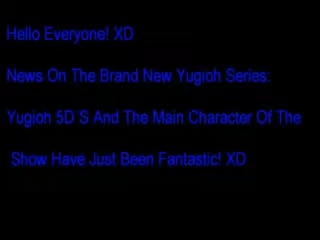 Hello Everyone! XD
News On The Brand New Yugioh Series:
Yugioh 5D S And The Main Character Of The
Show Have Just Been Fantastic! XD